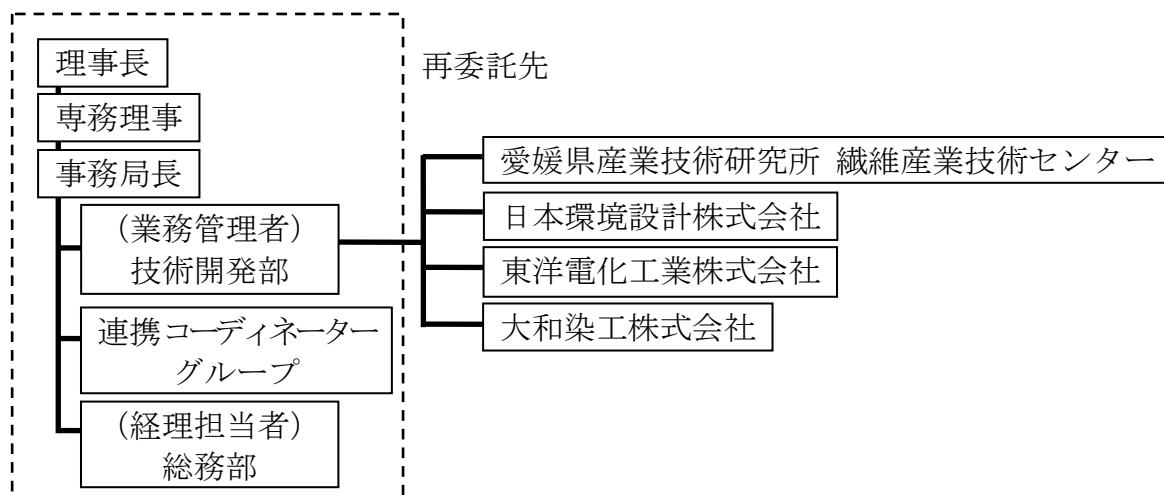 理事長
専務理事
事務局長
(業務管理者)
技術開発部
連携コーディネーター
グループ
(経理担当者)
総務部
再委託先
愛媛県産業技術研究所 繊維産業技術センター
日本環境設計株式会社
東洋電化工業株式会社
大和染工株式会社